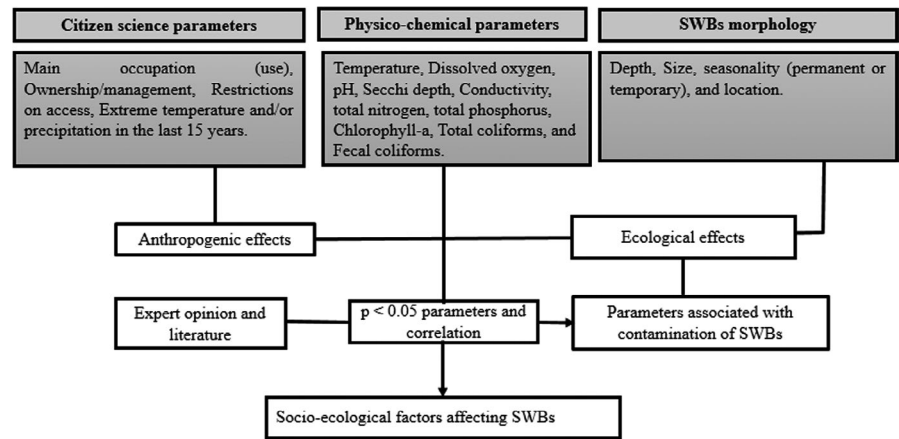 Citizen science parameters
Main occupation (use),
Ownership/management, Restrictions
on access, Extreme temperature and/or
precipitation in the last 15 years.
Physico-chemical parameters
Temperature, Dissolved oxygen,
pH, Secchi depth, Conductivity,
total nitrogen, total phosphorus,
Chlorophyll-a, Total coliforms, and
Fecal coliforms.
SWBs morphology
Depth, Size, seasonality (permanent or
temporary), and location.
Anthropogenic effects
Ecological effects
Expert opinion and
literature
p < 0.05 parameters and
correlation
Parameters associated with
contamination of SWBs
Socio-ecological factors affecting SWBs